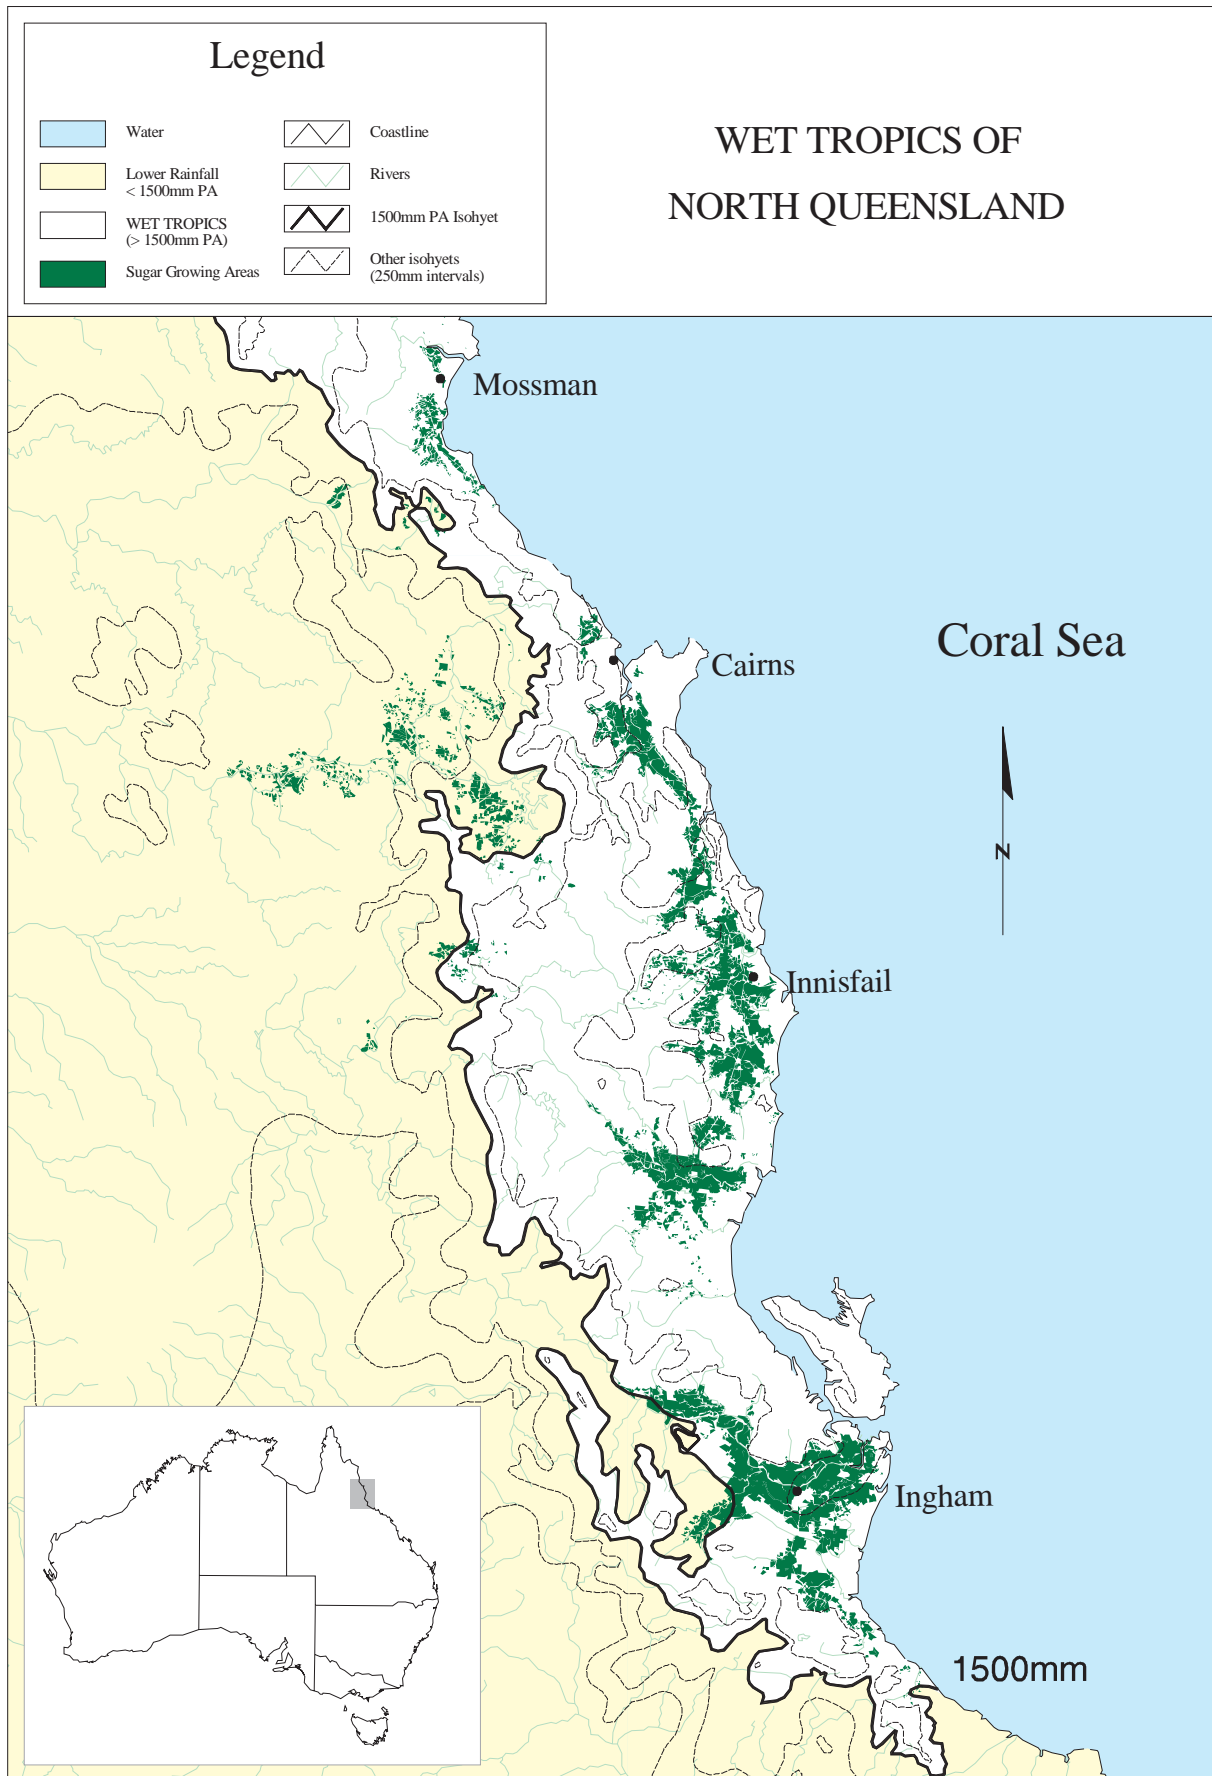 Legend
Water
Lower Rainfall
< 1500mm PA
WET TROPICS
(> 1500mm PA)
Sugar Growing Areas
Coastline
Rivers
1500mm PA Isohyet
Other isohyets
(250mm intervals)
WET TROPICS OF
NORTH QUEENSLAND
Mossman
Cairns
Coral Sea
N
Innisfail
Ingham
1500mm